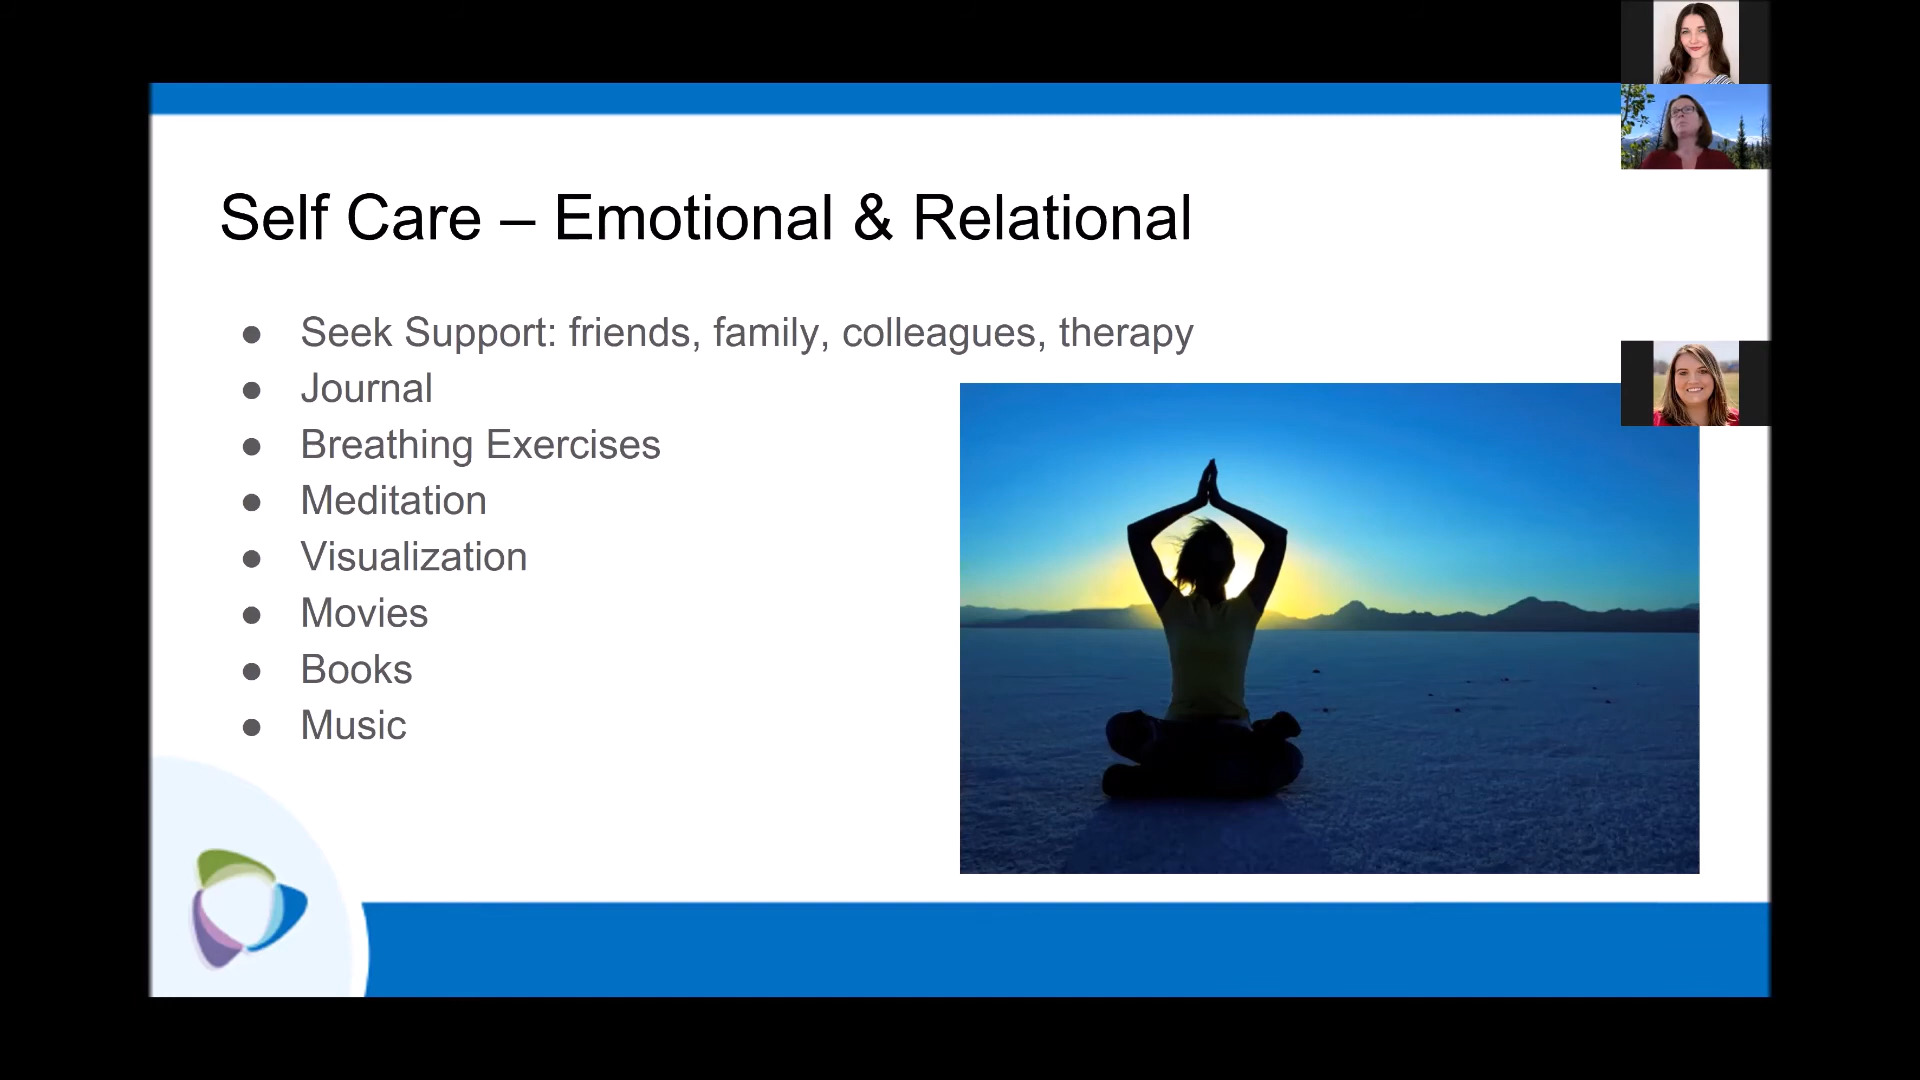 Self Care – Emotional & Relational
● Seek Support: friends, family, colleagues, therapy
● Journal
● Breathing Exercises
● Meditation
● Visualization
● Movies
● Books
● Music